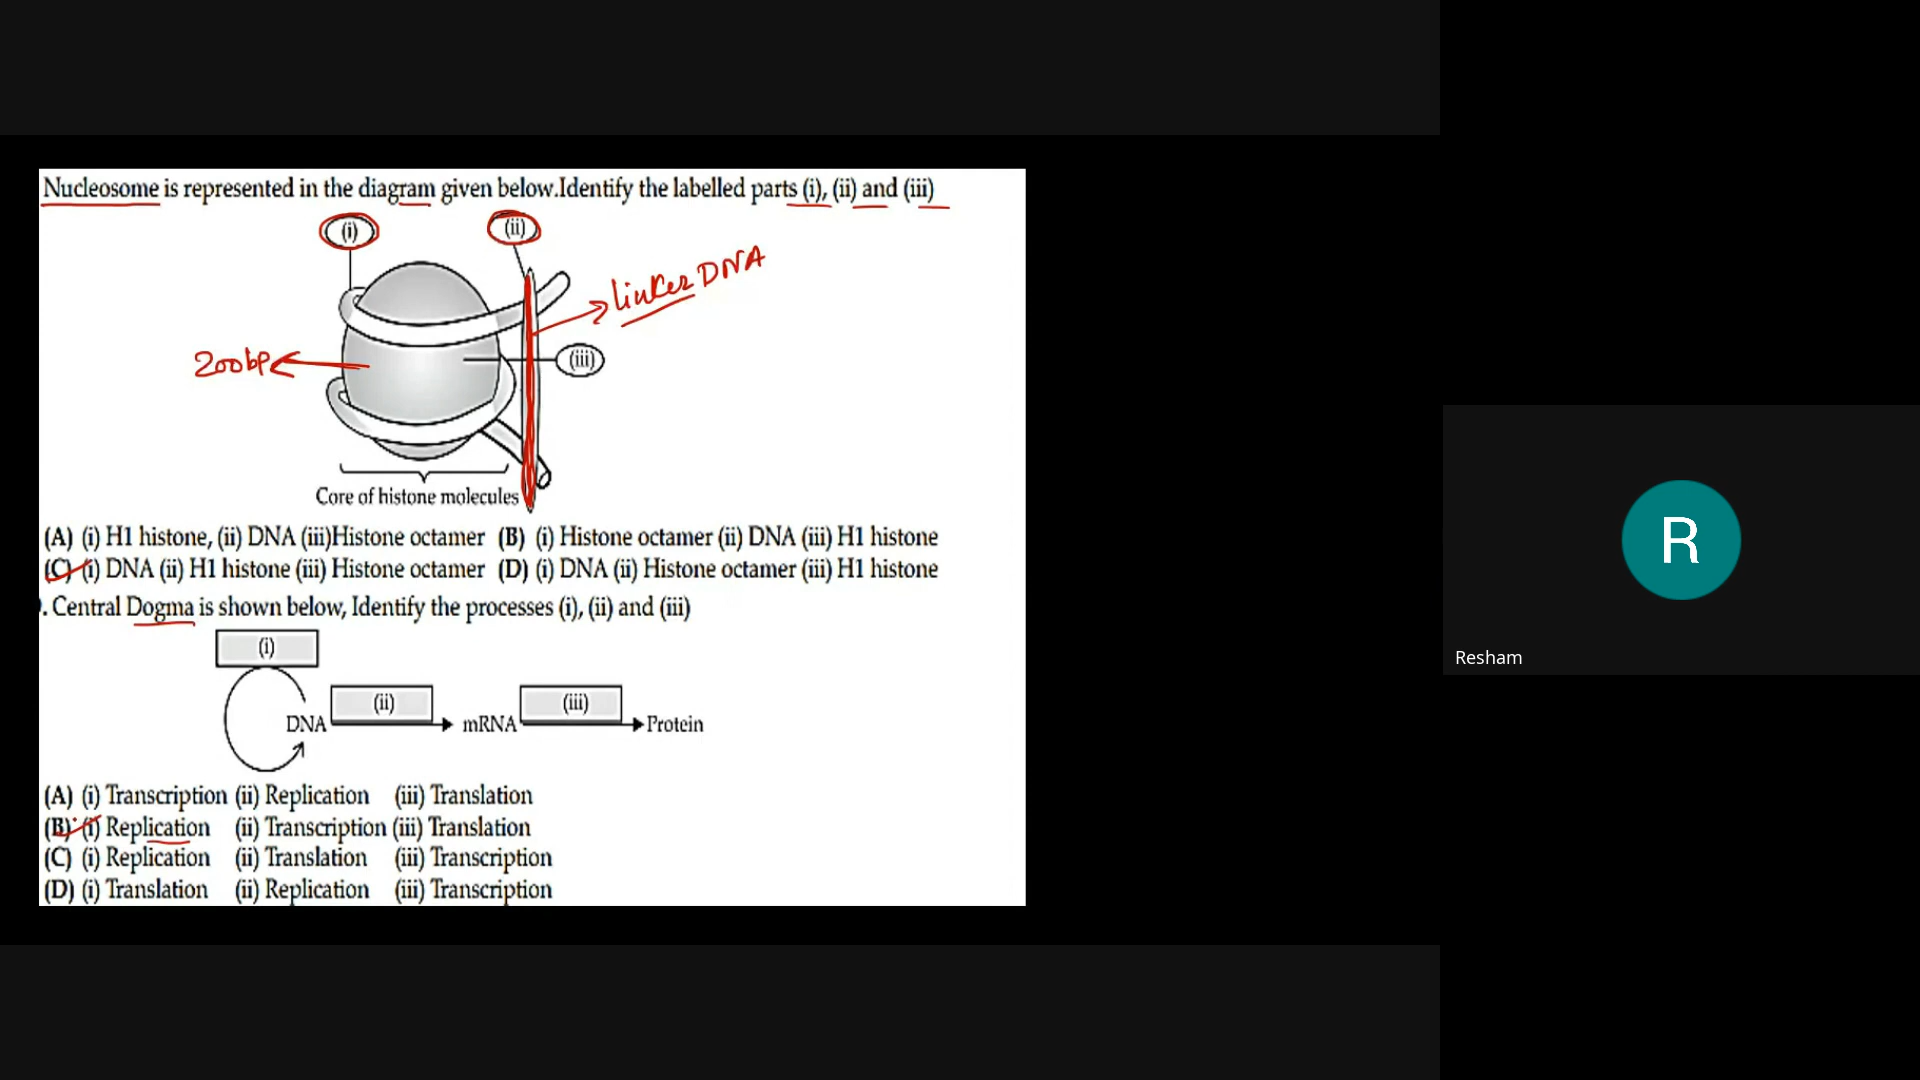 Nucleosome is represented in the diagram given below.Identify the labelled parts (i), (ii) and (iii)
(i)
(ii)
linker DNA
200bp
(iii)
Core of histone molecules
(A) (i) H1 histone, (ii) DNA (iii)Histone octamer (B) (i) Histone octamer (ii) DNA (iii) H1 histone
(C) (i) DNA (ii) H1 histone (iii) Histone octamer (D) (i) DNA (ii) Histone octamer (iii) H1 histone
. Central Dogma is shown below, Identify the processes (i), (ii) and (iii)
(i)
(ii)
(iii)
DNA mRNA Protein
(A) (i) Transcription (ii) Replication (iii) Translation
(B) (i) Replication (ii) Transcription (iii) Translation
(C) (i) Replication (ii) Translation (iii) Transcription
(D) (i) Translation (ii) Replication (iii) Transcription
R
Resham